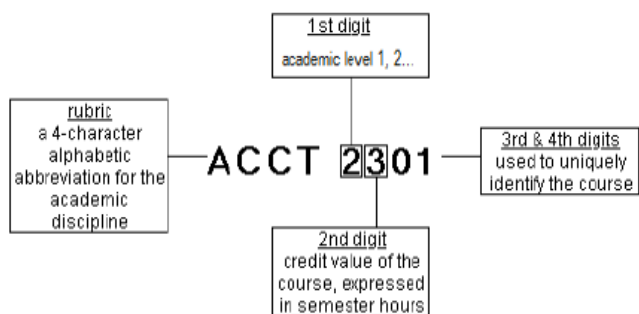 1st digit
academic level 1, 2...
rubric
a 4-character
alphabetic
abbreviation for the
academic
discipline
ACCT 2301
3rd & 4th digits
used to uniquely
identify the course
2nd digit
credit value of the
course, expressed
in semester hours